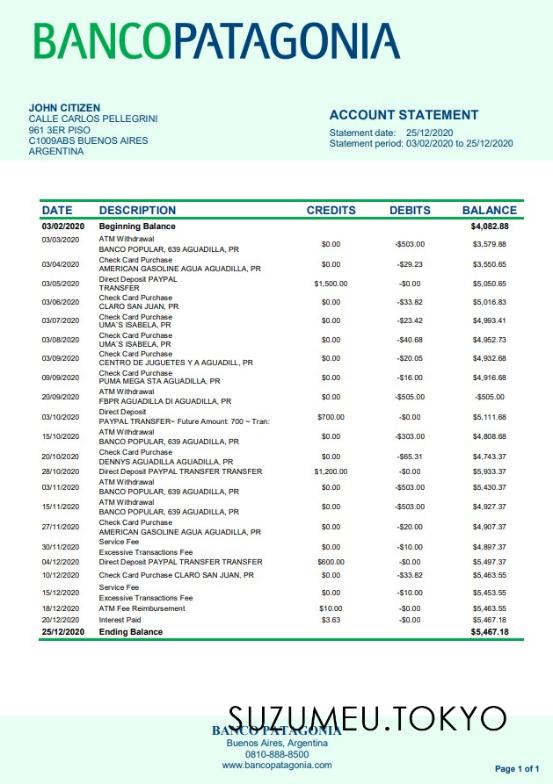 BANCOPATAGONIA
JOHN CITIZEN
CALLE CARLOS PELLEGRINI
961 3ER PISO
C1009ABS BUENOS AIRES
ARGENTINA
ACCOUNT STATEMENT
Statement date: 25/12/2020
Statement period: 03/02/2020 to 25/12/2020
DATE DESCRIPTION CREDITS DEBITS BALANCE
03/02/2020 Beginning Balance $4,082.88
03/03/2020 ATM Withdrawal
BANCO POPULAR, 639 AGUADILLA, PR $0.00 -$503.00 $3,579.88
03/04/2020 Check Card Purchase
AMERICAN GASOLINE AGUA AGUADILLA, PR $0.00 -$29.23 $3,550.65
03/05/2020 Direct Deposit PAYPAL
TRANSFER $1,500.00 -$0.00 $5,050.65
03/06/2020 Check Card Purchase
CLARO SAN JUAN, PR $0.00 -$33.82 $5,016.83
03/07/2020 Check Card Purchase
UMA`S ISABELA, PR $0.00 -$23.42 $4,993.41
03/08/2020 Check Card Purchase
UMA`S ISABELA, PR $0.00 -$40.68 $4,952.73
03/09/2020 Check Card Purchase
CENTRO DE JUGUETES Y A AGUADILL, PR $0.00 -$20.05 $4,932.68
09/09/2020 Check Card Purchase
PUMA MEGA STA AGUADILLA, PR $0.00 -$16.00 $4,916.68
20/09/2020 ATM Withdrawal
FBPR AGUADILLA DI AGUADILLA, PR $0.00 -$505.00 -$505.00
03/10/2020 Direct Deposit
PAYPAL TRANSFER~ Future Amount: 700 ~ Tran: $700.00 -$0.00 $5,111.68
15/10/2020 ATM Withdrawal
BANCO POPULAR, 639 AGUADILLA, PR $0.00 -$303.00 $4,808.68
20/10/2020 Check Card Purchase
DENNYS AGUADILLA AGUADILLA, PR $0.00 -$65.31 $4,743.37
28/10/2020 Direct Deposit PAYPAL TRANSFER TRANSFER $1,200.00 -$0.00 $5,933.37
03/11/2020 ATM Withdrawal
BANCO POPULAR, 639 AGUADILLA, PR $0.00 -$503.00 $5,430.37
15/11/2020 ATM Withdrawal
BANCO POPULAR, 639 AGUADILLA, PR $0.00 -$503.00 $4,927.37
27/11/2020 Check Card Purchase
AMERICAN GASOLINE AGUA AGUADILLA, PR $0.00 -$20.00 $4,907.37
30/11/2020 Service Fee
Excessive Transactions Fee $0.00 -$10.00 $4,897.37
04/12/2020 Direct Deposit PAYPAL TRANSFER TRANSFER $600.00 -$0.00 $5,497.37
10/12/2020 Check Card Purchase CLARO SAN JUAN, PR $0.00 -$33.82 $5,463.55
15/12/2020 Service Fee
Excessive Transactions Fee $0.00 -$10.00 $5,453.55
18/12/2020 ATM Fee Reimbursement $10.00 -$0.00 $5,463.55
20/12/2020 Interest Paid $3.63 -$0.00 $5,467.18
25/12/2020 Ending Balance $5,467.18
SUZUMEU.TOKYO
BANCO PATAGONIA
Buenos Aires, Argentina
0810-888-8500
www.bancopatagonia.com
Page 1 of 1